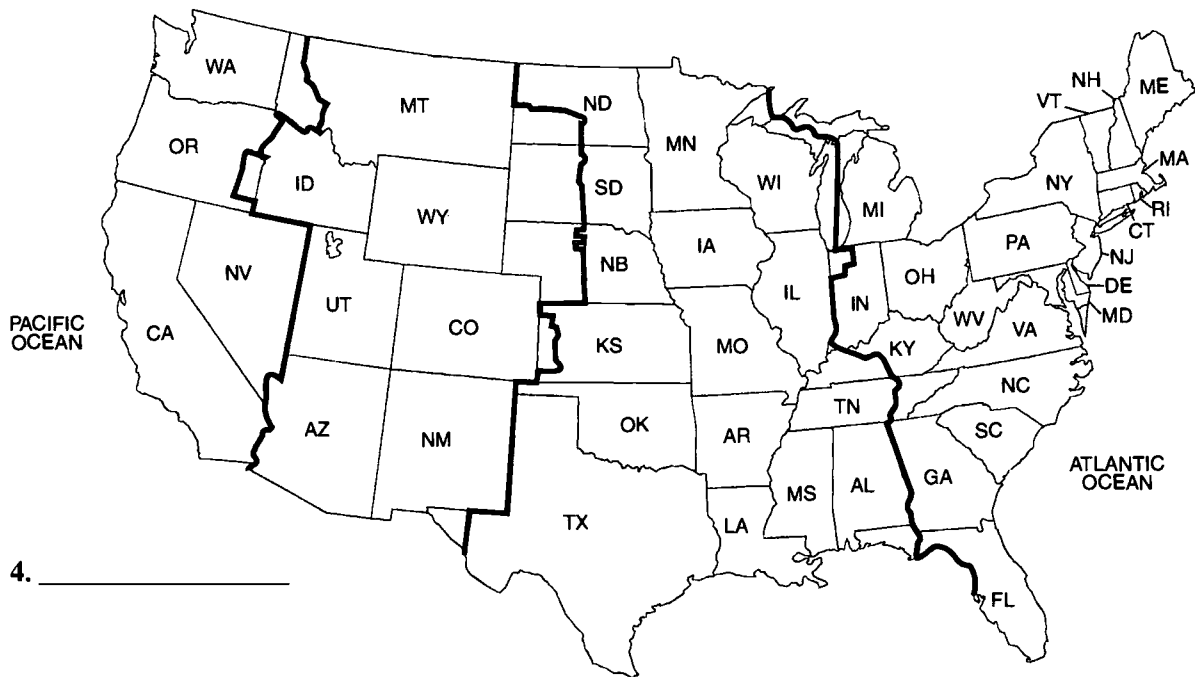 WA
MT
ND
MN
NH
VT
ME
OR
ID
WY
SD
WI
MI
NY
MA
RI
CT
NV
UT
CO
NB
IA
IL
IN
OH
PA
NJ
DE
MD
WV
VA
CA
KS
MO
KY
NC
AZ
NM
OK
AR
TN
SC
TX
LA
MS
AL
GA
FL
PACIFIC
OCEAN
ATLANTIC
OCEAN
4. ____________________